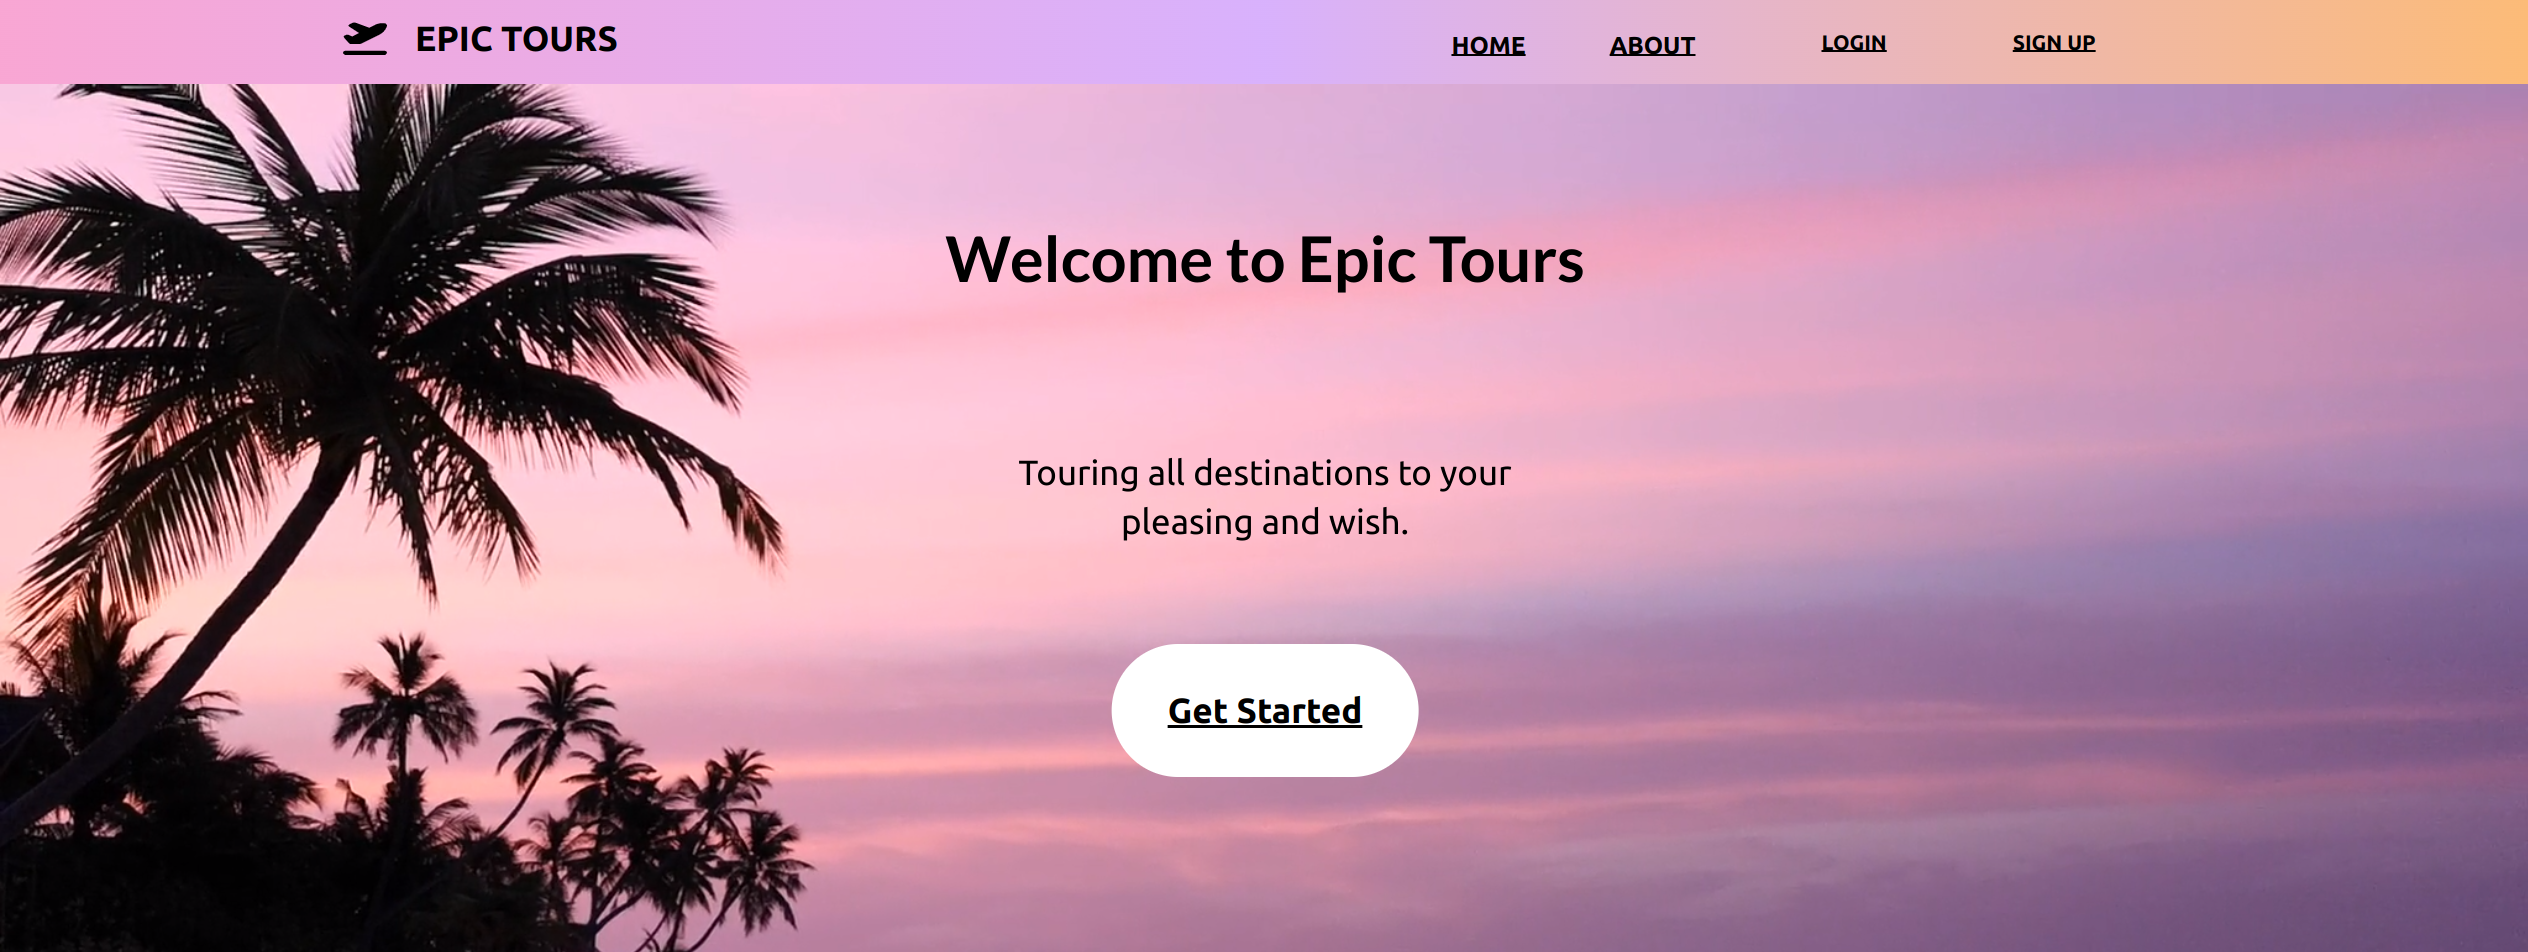 EPIC TOURS
HOME
ABOUT
LOGIN
SIGN UP
Welcome to Epic Tours
Touring all destinations to your
pleasing and wish.
Get Started